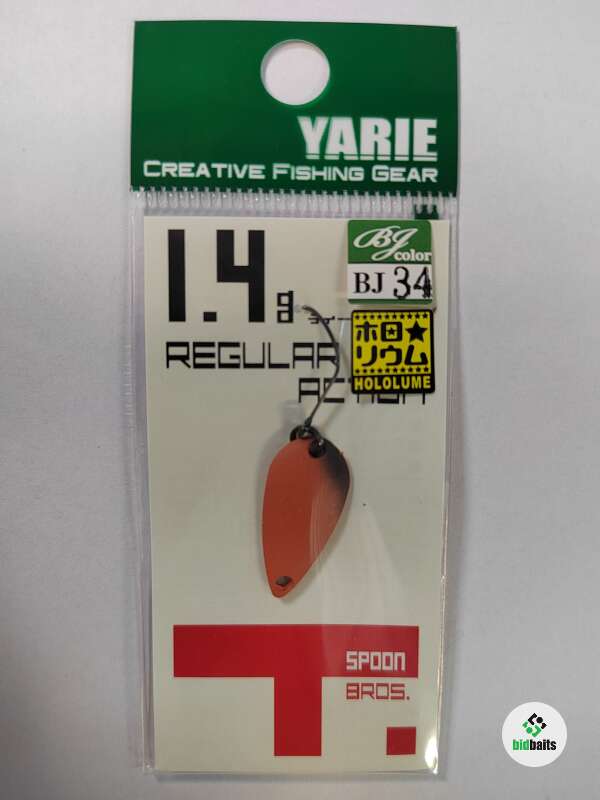 YARIE
CREATIVE FISHING GEAR
BJ
color
BJ 34
1.4g
ホロ★
リウム
HOLOLUME
REGULAR
ACTION
T.
SPOON
BROS.
bidbaits